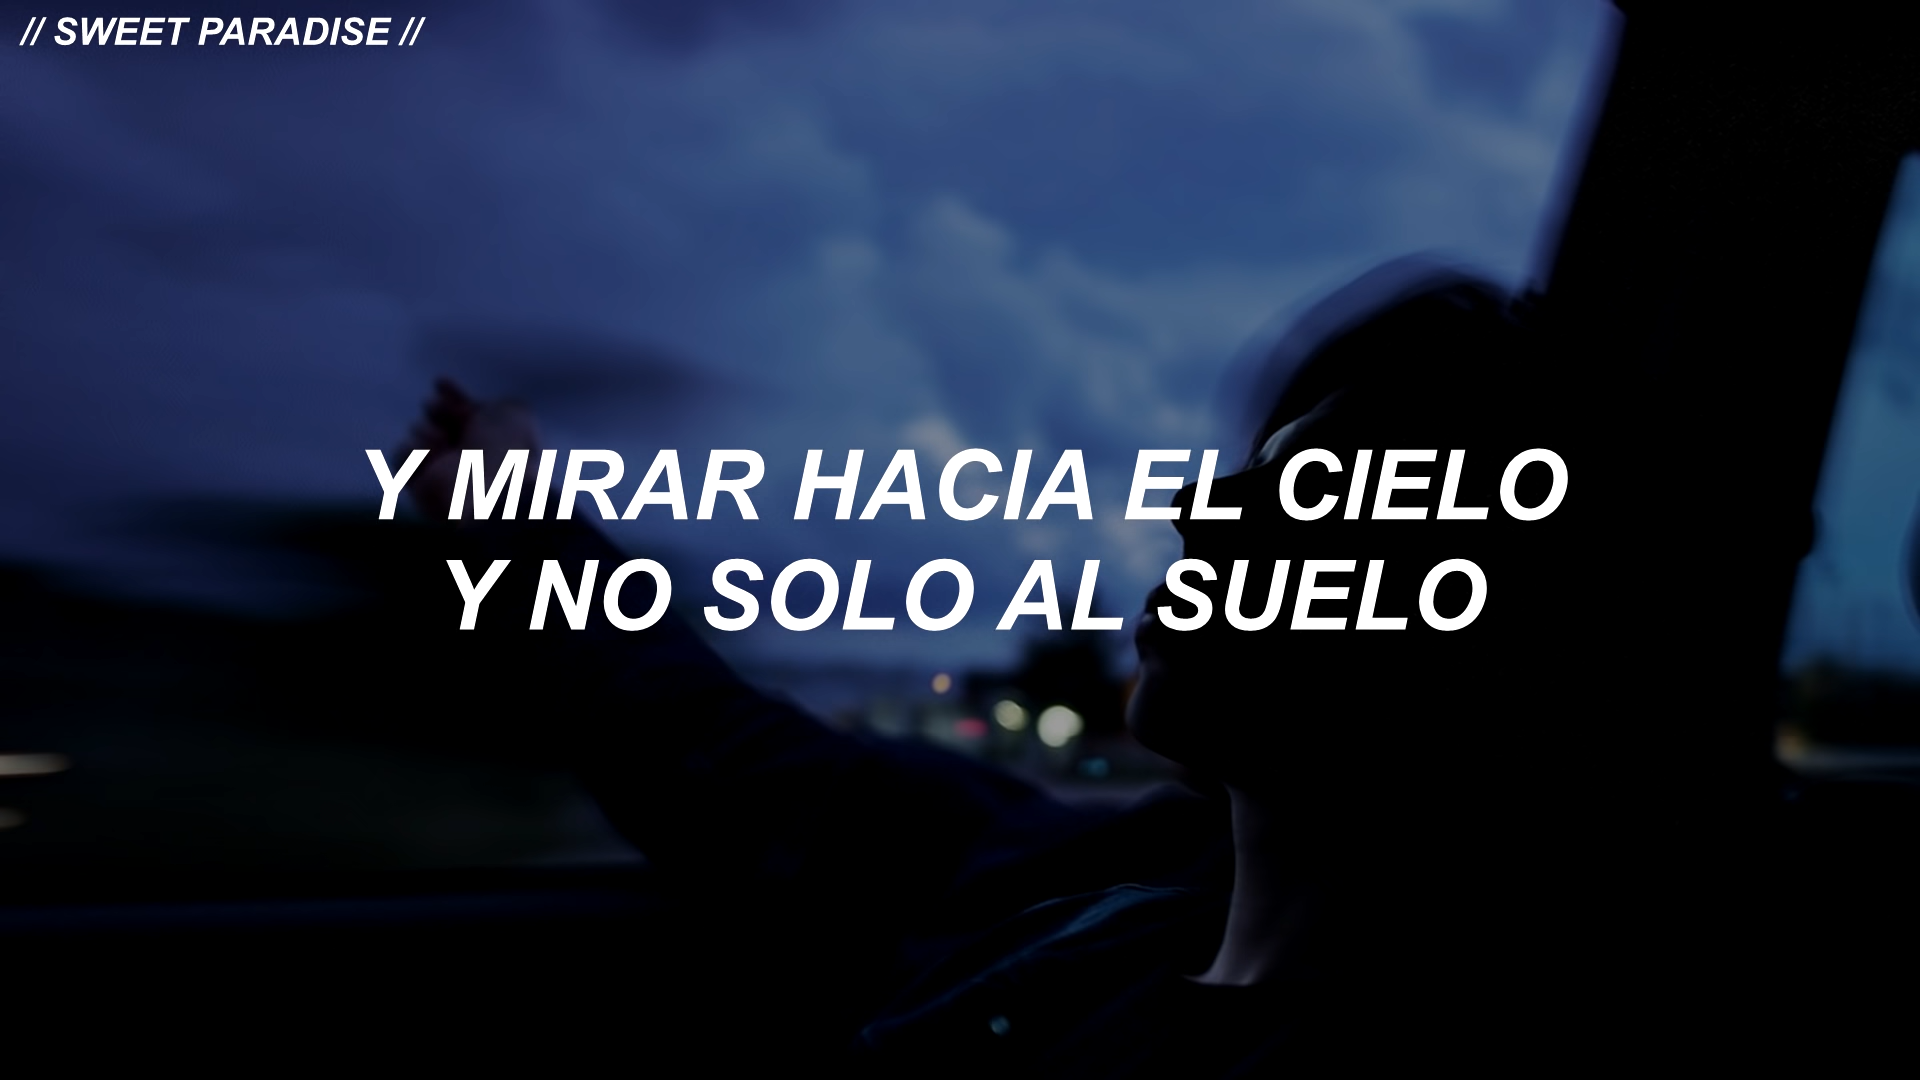 // SWEET PARADISE //
Y MIRAR HACIA EL CIELO
Y NO SOLO AL SUELO